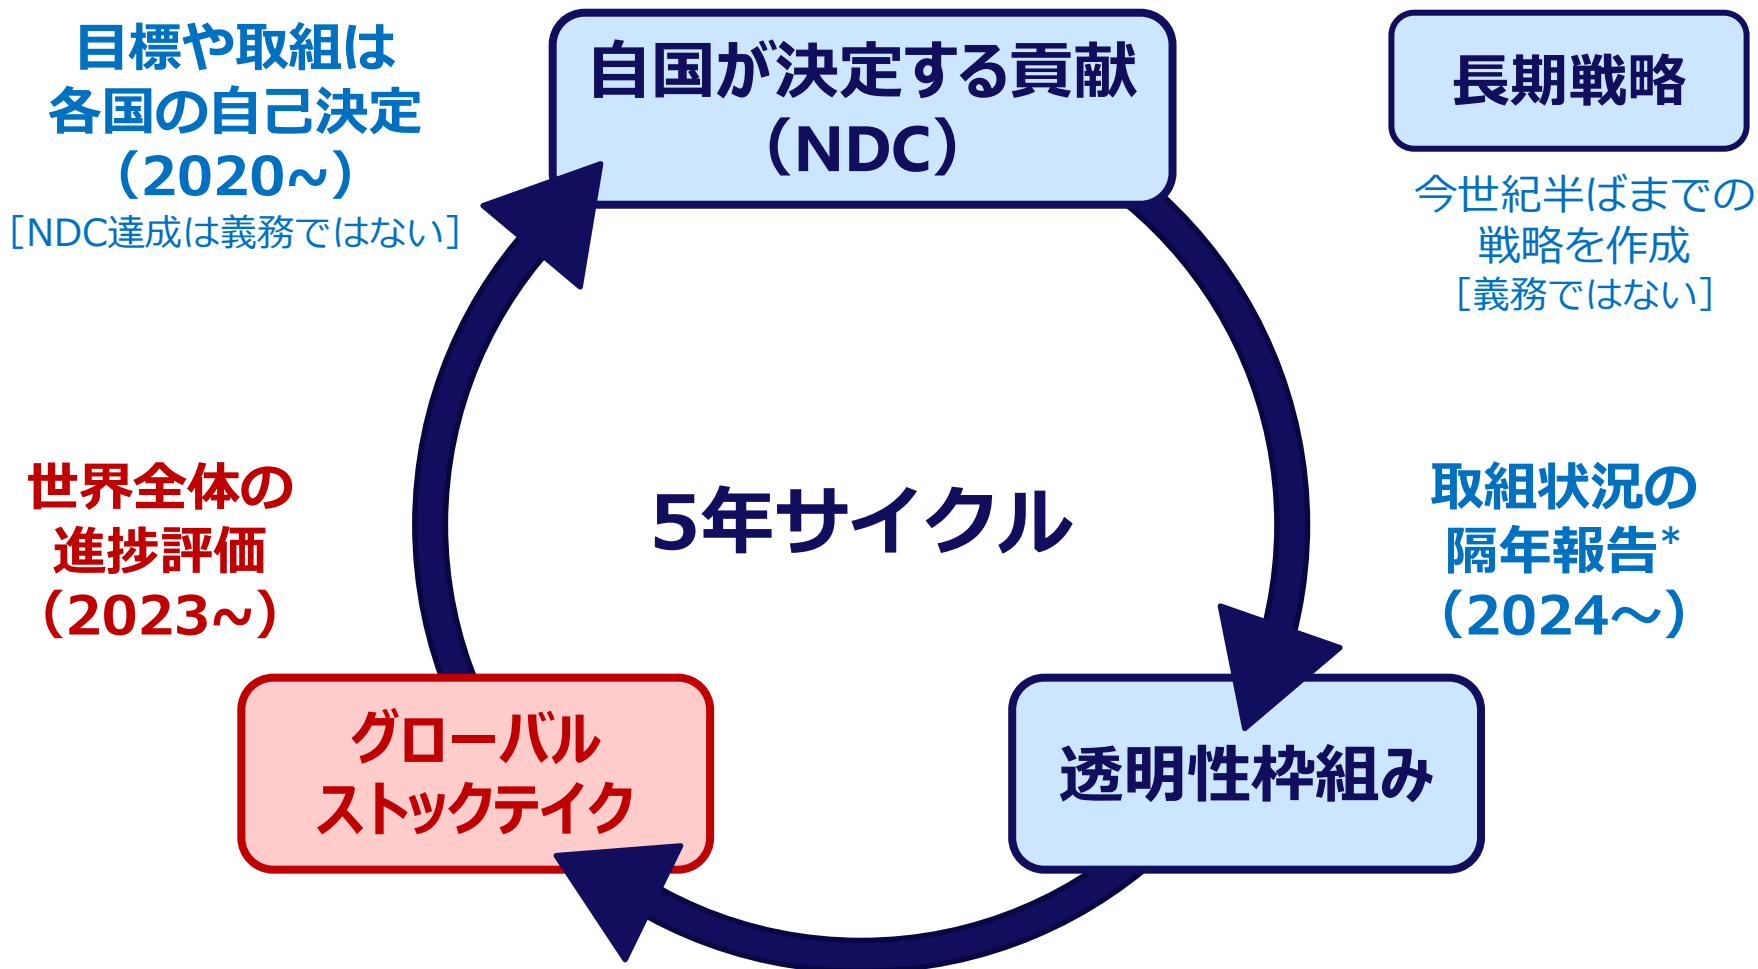 目標や取組は
各国の自己決定
（2020~）
［NDC達成は義務ではない］
自国が決定する貢献
（NDC）
長期戦略
今世紀半ばまでの
戦略を作成
［義務ではない］
世界全体の
進捗評価
（2023~）
5年サイクル
取組状況の
隔年報告*
（2024～）
グローバル
ストックテイク
透明性枠組み